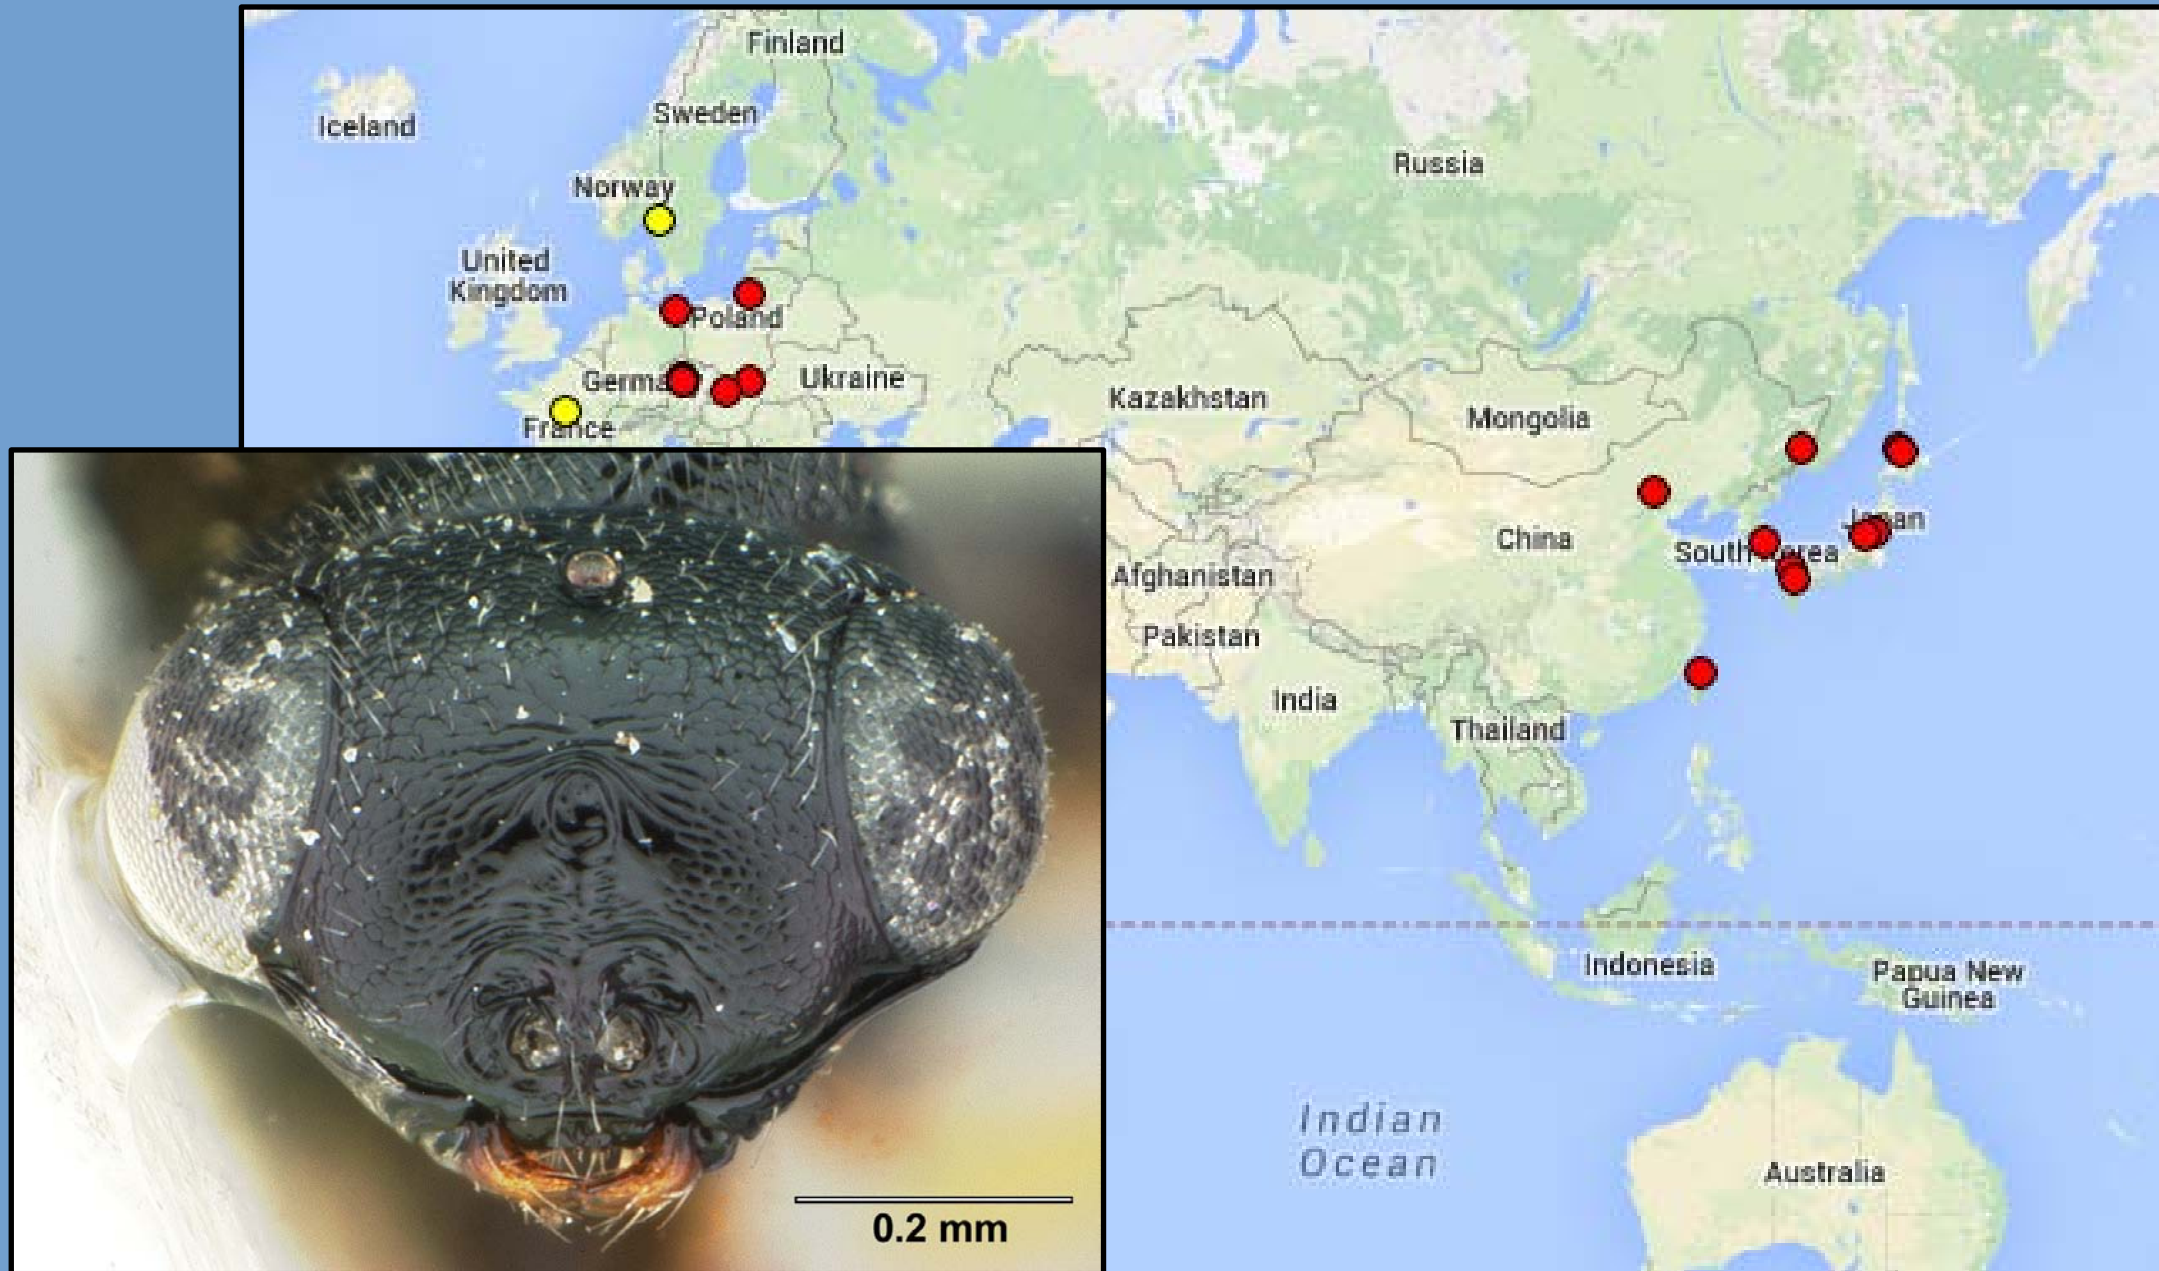 Finland
Iceland
Sweden
Russia
Norway
United
Kingdom
Poland
Ukraine
France
Kazakhstan
Mongolia
China
Afghanistan
Pakistan
India
Thailand
Indonesia
Papua New
Guinea
Indian
Ocean
Australia
0.2 mm